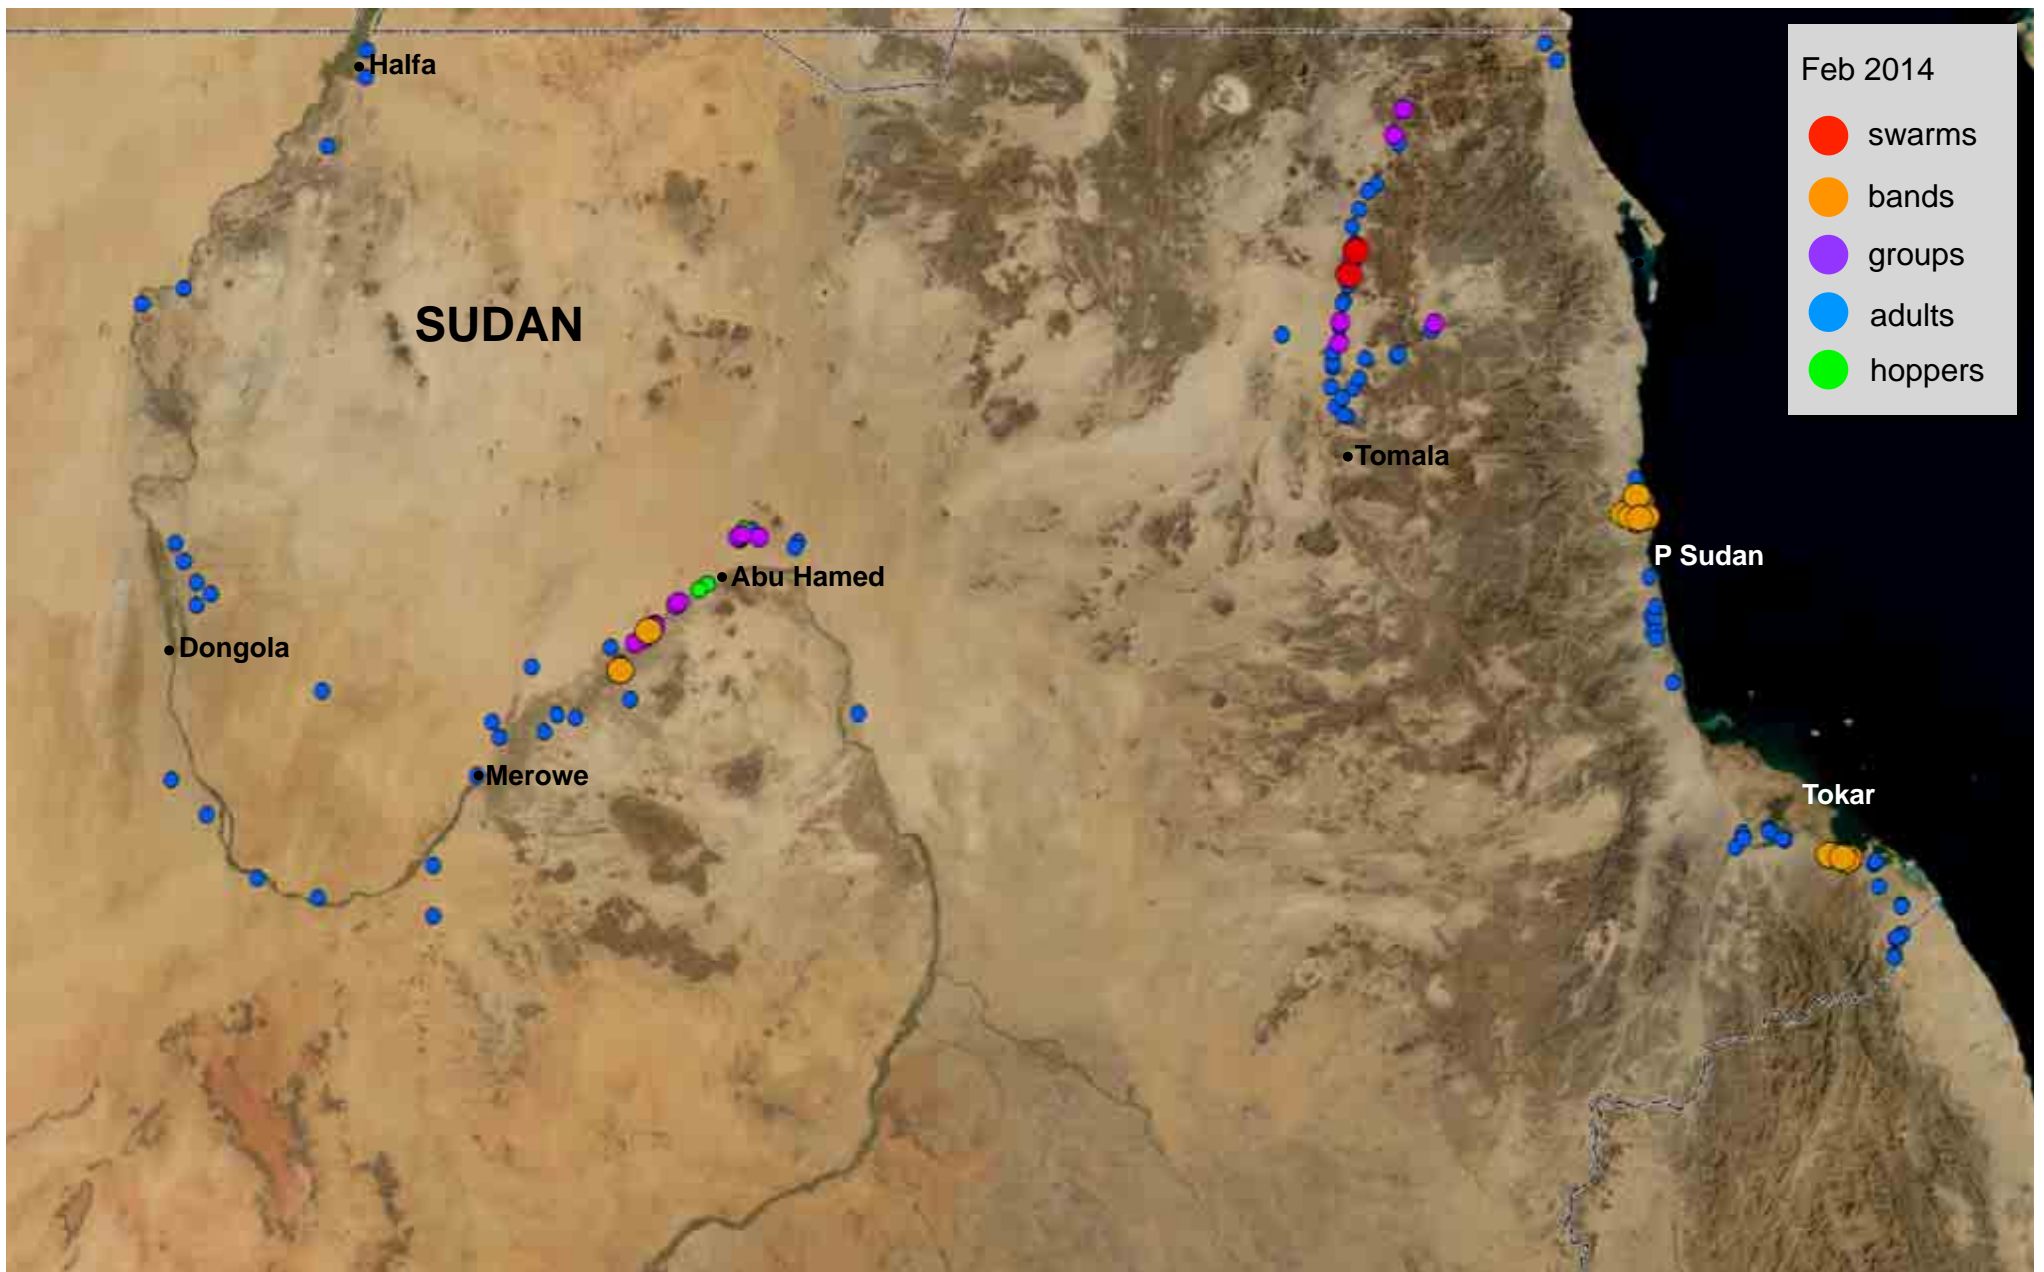 Halfa
Feb 2014
swarms
bands
groups
adults
hoppers
SUDAN
Tomala
P Sudan
Abu Hamed
Dongola
Merowe
Tokar